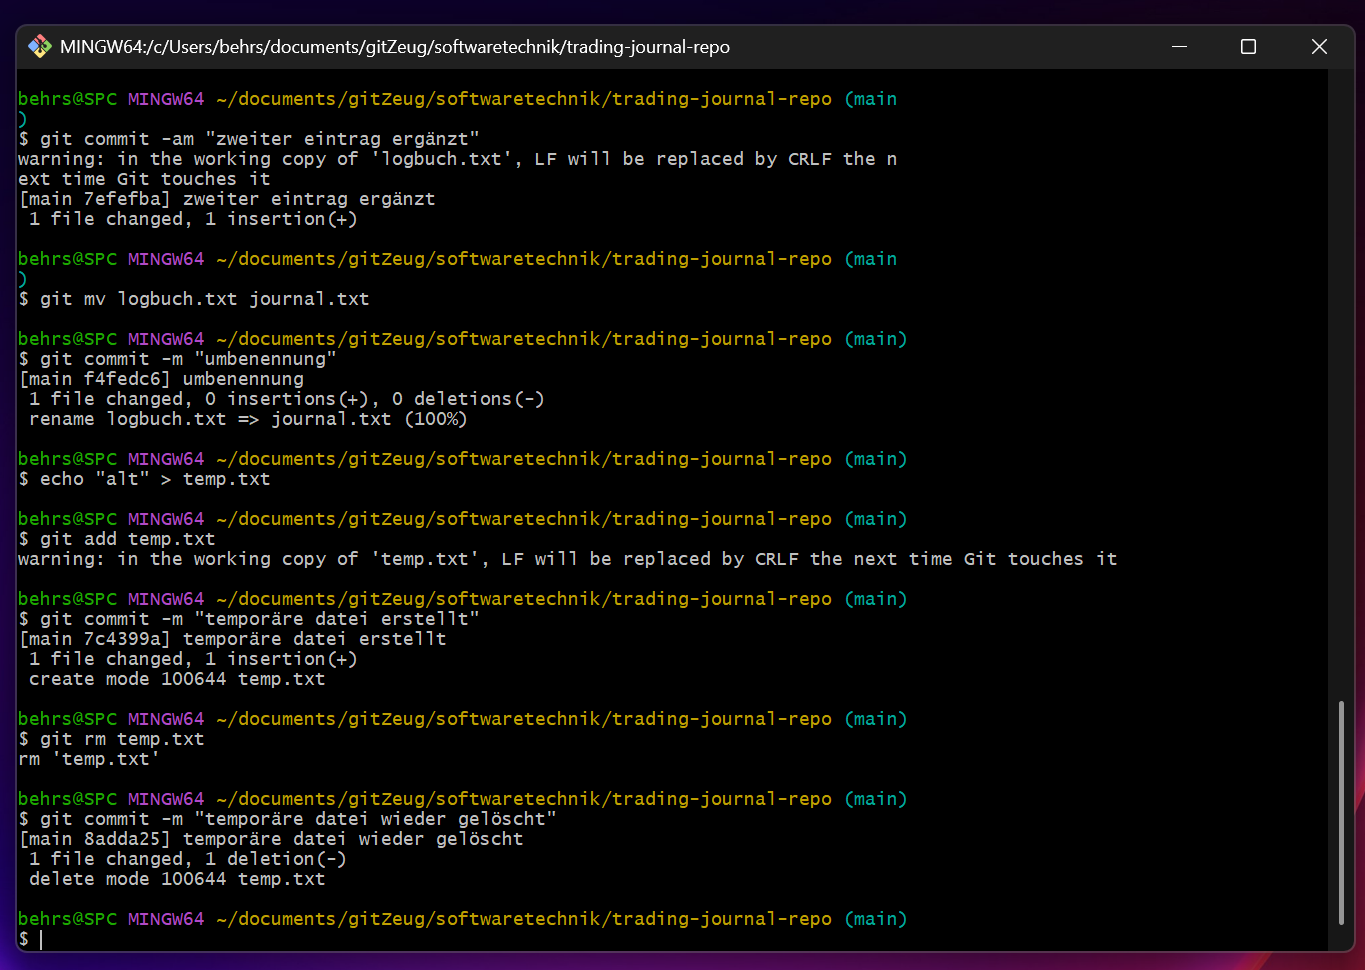 MINGW64:/c/Users/behrs/documents/gitZeug/softwaretechnik/trading-journal-repo
behrs@SPC MINGW64 ~/documents/gitZeug/softwaretechnik/trading-journal-repo (main
)
$ git commit -am "zweiter eintrag ergänzt"
warning: in the working copy of 'logbuch.txt', LF will be replaced by CRLF the n
ext time Git touches it
[main 7efefba] zweiter eintrag ergänzt
 1 file changed, 1 insertion(+)
behrs@SPC MINGW64 ~/documents/gitZeug/softwaretechnik/trading-journal-repo (main
)
$ git mv logbuch.txt journal.txt
behrs@SPC MINGW64 ~/documents/gitZeug/softwaretechnik/trading-journal-repo (main)
$ git commit -m "umbenennung"
[main f4fedc6] umbenennung
 1 file changed, 0 insertions(+), 0 deletions(-)
 rename logbuch.txt => journal.txt (100%)
behrs@SPC MINGW64 ~/documents/gitZeug/softwaretechnik/trading-journal-repo (main)
$ echo "alt" > temp.txt
behrs@SPC MINGW64 ~/documents/gitZeug/softwaretechnik/trading-journal-repo (main)
$ git add temp.txt
warning: in the working copy of 'temp.txt', LF will be replaced by CRLF the next time Git touches it
behrs@SPC MINGW64 ~/documents/gitZeug/softwaretechnik/trading-journal-repo (main)
$ git commit -m "temporäre datei erstellt"
[main 7c4399a] temporäre datei erstellt
 1 file changed, 1 insertion(+)
 create mode 100644 temp.txt
behrs@SPC MINGW64 ~/documents/gitZeug/softwaretechnik/trading-journal-repo (main)
$ git rm temp.txt
rm 'temp.txt'
behrs@SPC MINGW64 ~/documents/gitZeug/softwaretechnik/trading-journal-repo (main)
$ git commit -m "temporäre datei wieder gelöscht"
[main 8adda25] temporäre datei wieder gelöscht
 1 file changed, 1 deletion(-)
 delete mode 100644 temp.txt
behrs@SPC MINGW64 ~/documents/gitZeug/softwaretechnik/trading-journal-repo (main)
$